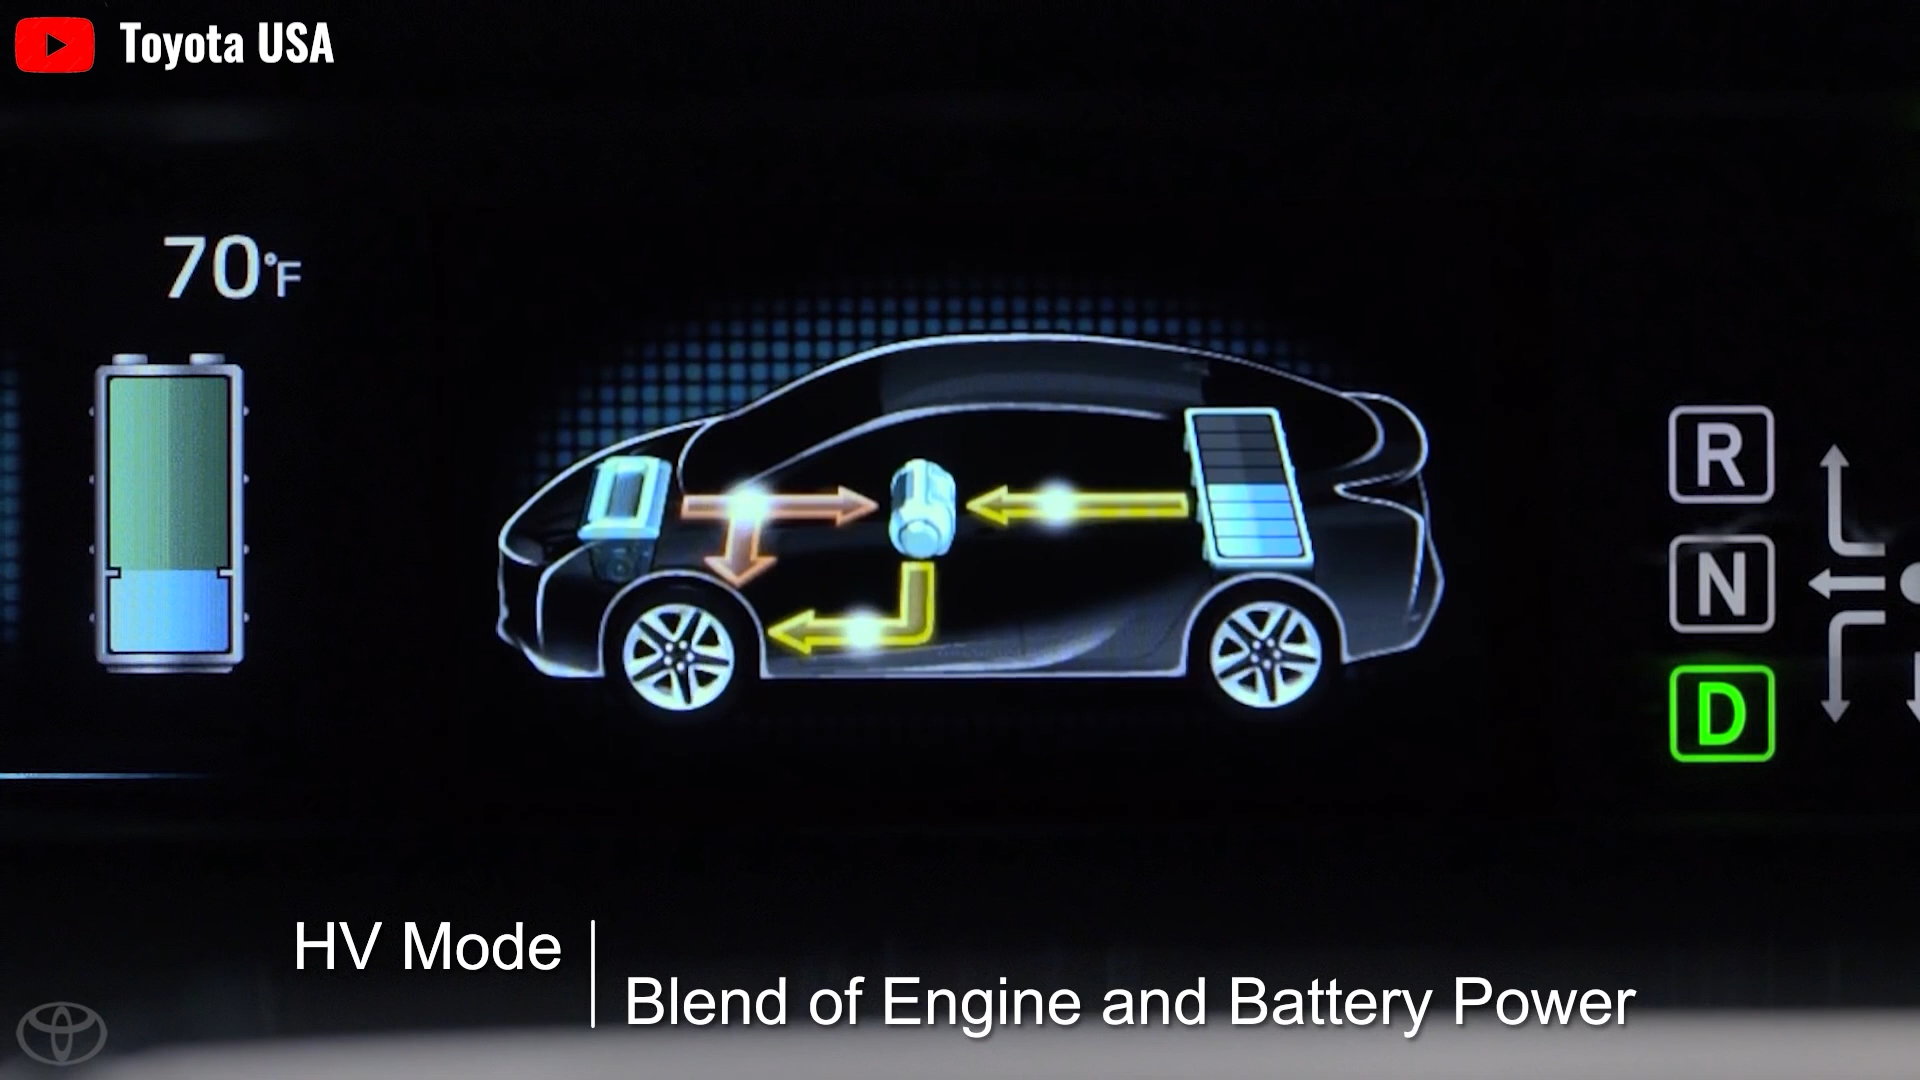 Toyota USA
70°F
R
N
D
HV Mode
Blend of Engine and Battery Power